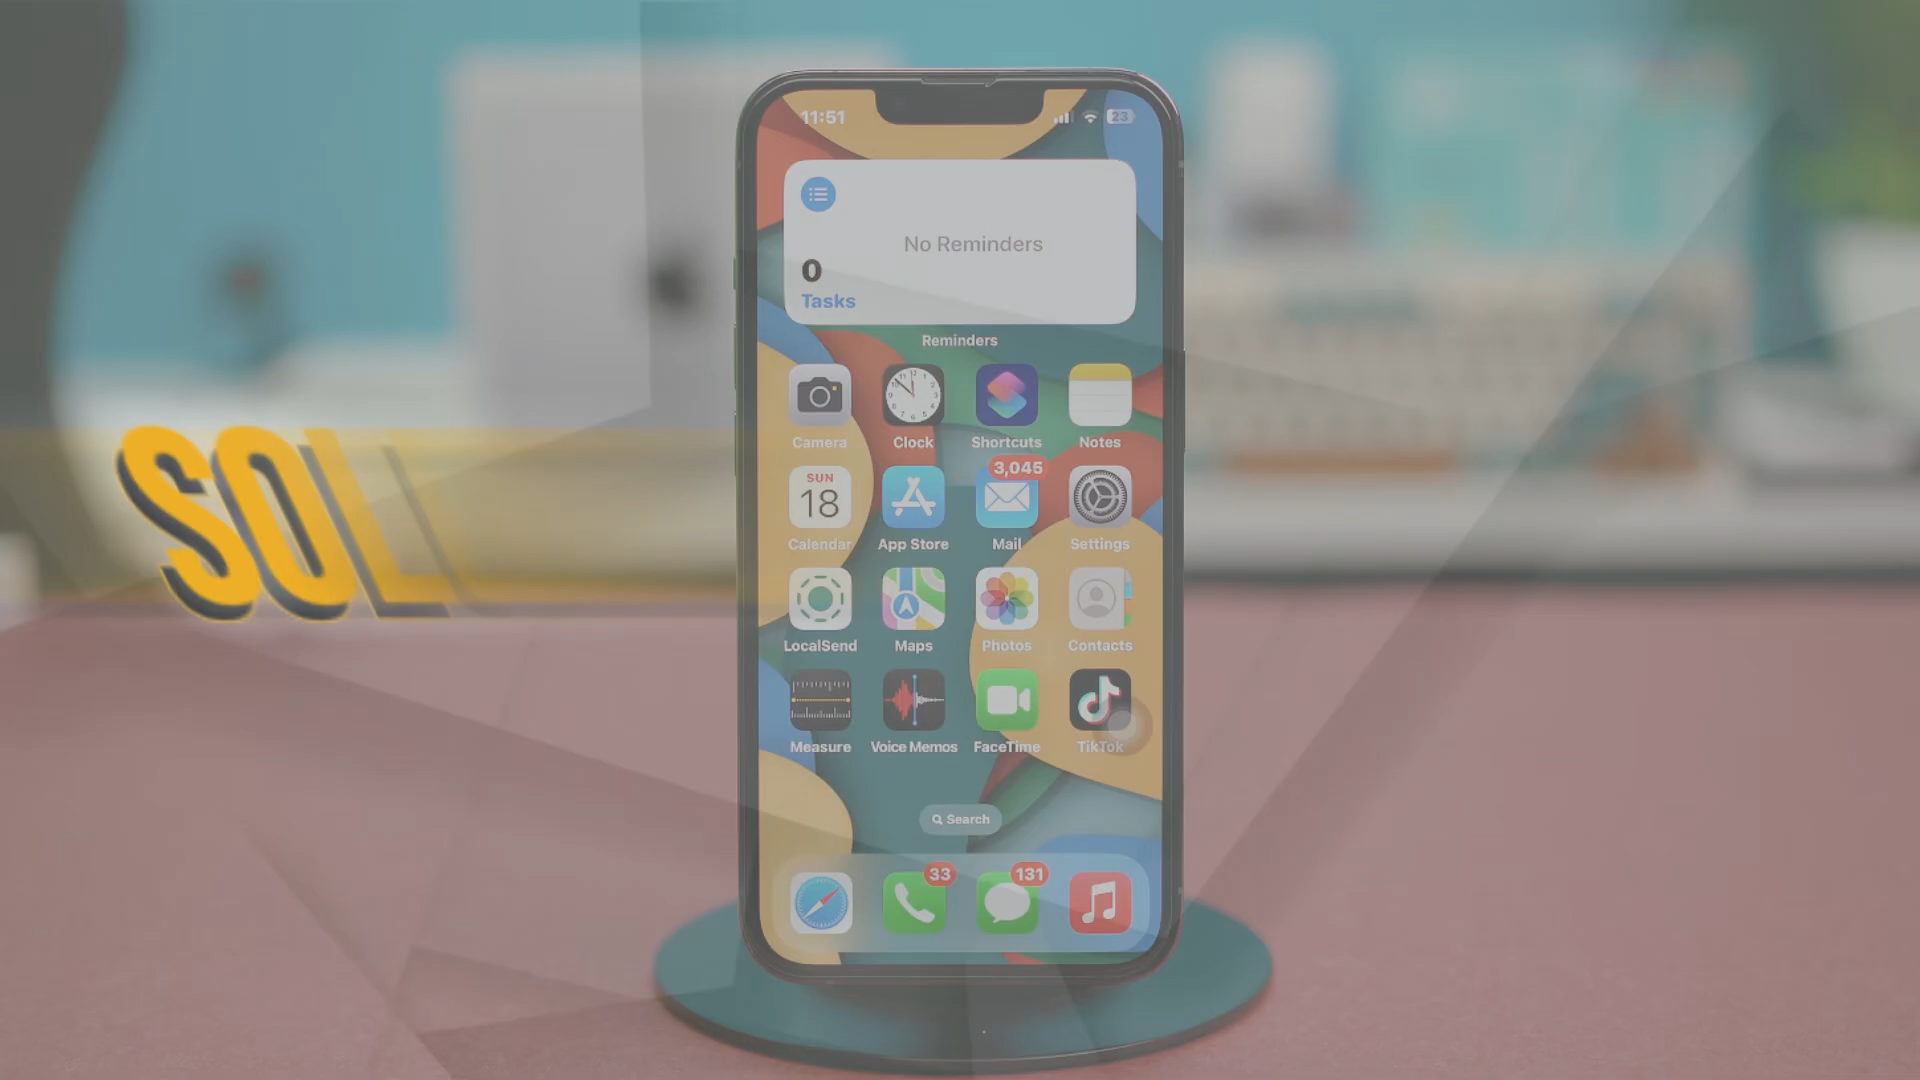 11:51
23
No Reminders
0
Tasks
Reminders
Camera Clock Shortcuts Notes
3,045
SUN
18
Calendar App Store Mail Settings
SOL
LocalSend Maps Photos Contacts
Measure Voice Memos FaceTime TikTok
Search
33 131